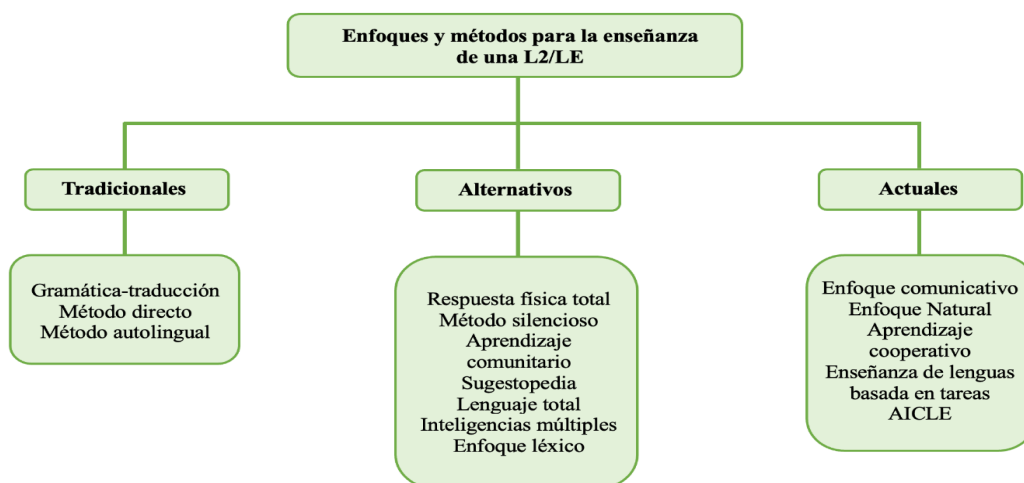 Enfoques y métodos para la enseñanza
de una L2/LE
Tradicionales
Alternativos
Actuales
Gramática-traducción
Método directo
Método autolingual
Respuesta física total
Método silencioso
Aprendizaje
comunitario
Sugestopedia
Lenguaje total
Inteligencias múltiples
Enfoque léxico
Enfoque comunicativo
Enfoque Natural
Aprendizaje
cooperativo
Enseñanza de lenguas
basada en tareas
AICLE